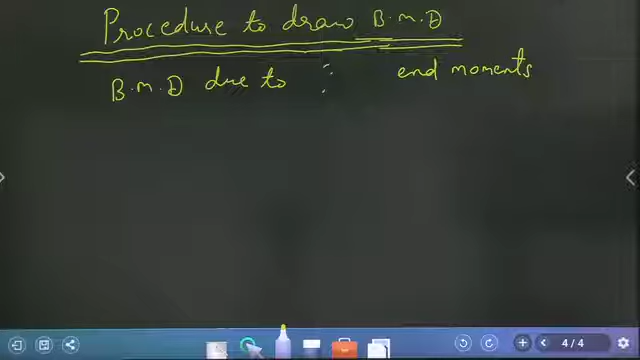 Procedure to draw B.M.D
B.M.D due to : end moments
4/4